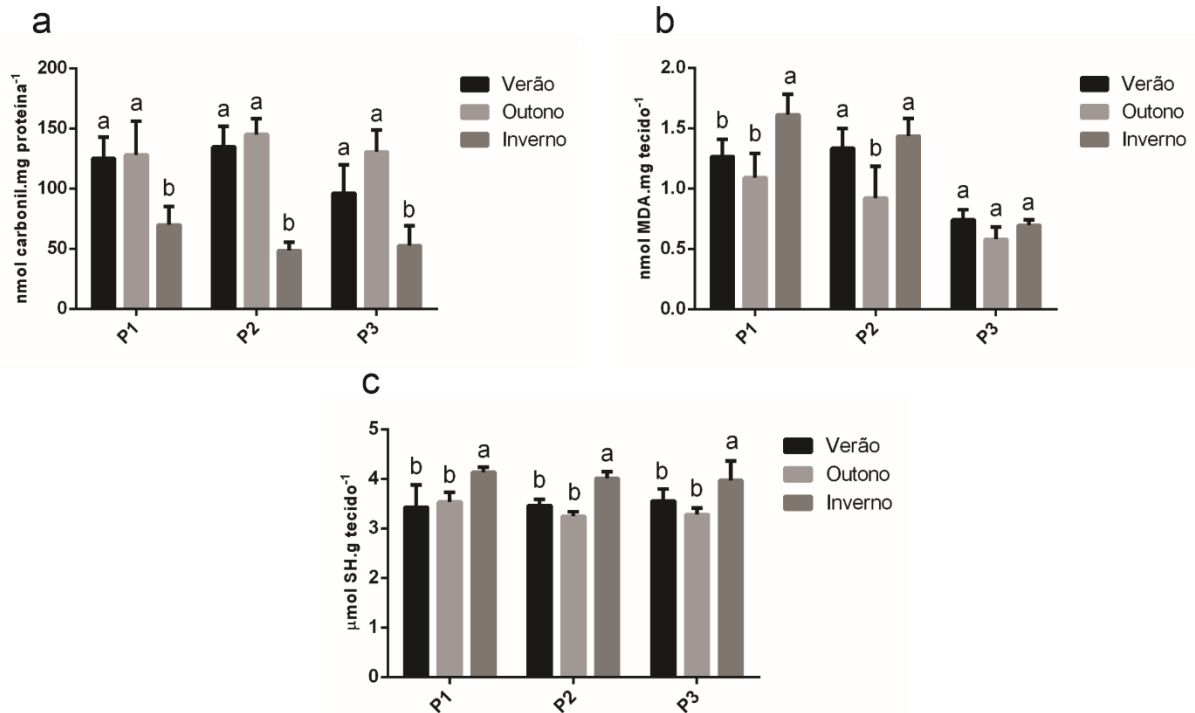 a
nmol carbonil.mg proteína⁻¹
200
150
100
50
0
a a b
a a b
a a b
P1 P2 P3
Verão
Outono
Inverno
b
nmol MDA.mg tecido⁻¹
2.0
1.5
1.0
0.5
0.0
b b a
a b a
a a a
P1 P2 P3
Verão
Outono
Inverno
c
µmol SH.g tecido⁻¹
5
4
3
2
1
0
b b a
b b a
b b a
P1 P2 P3
Verão
Outono
Inverno